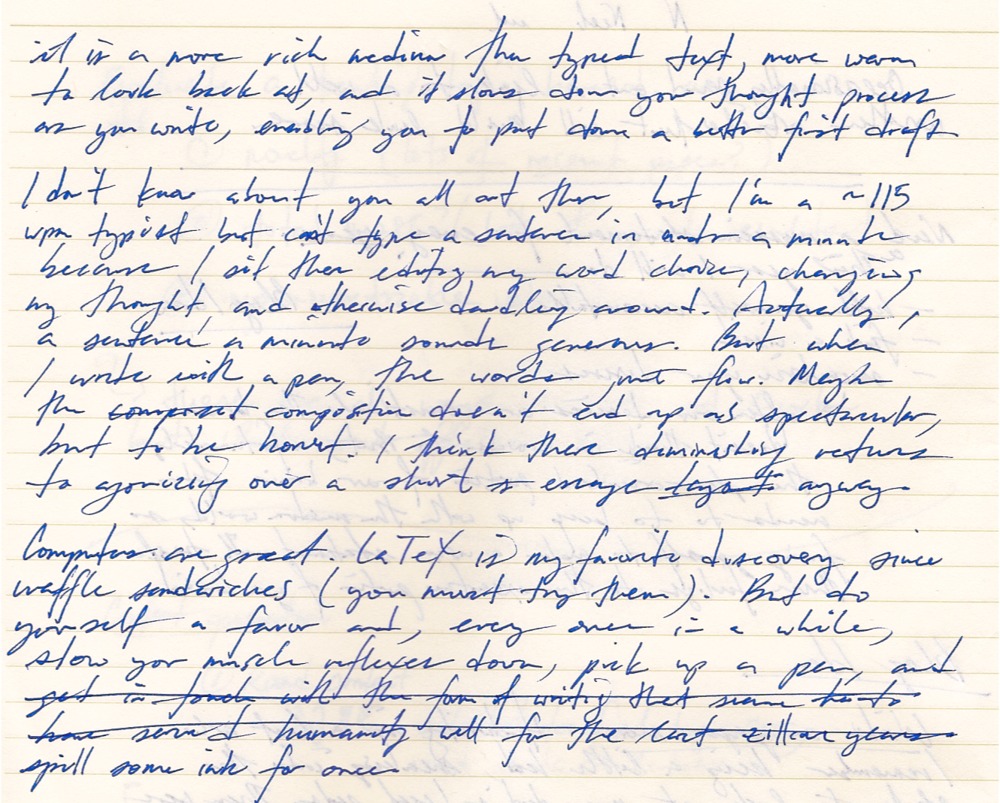 it is a more rich medium than typed text, more warm
to look back at, and it slows down your thought process
as you write, enabling you to put down a better first draft
I don't know about you all out there, but I'm a ~115
wpm typist but can't type a sentence in under a minute
because I sit there editing my word choice, changing
my thought, and otherwise dawdling around. Actually,
a sentence a minute sounds generous. But when
I write with a pen, the words just flow. Maybe
the composit composition doesn't end up as spectacular,
but to be honest. I think there diminishing returns
to agonizing over a short essay anyway.
Computers are great. LaTeX is my favorite discovery since
waffle sandwiches (you must try them). But do
yourself a favor and, every once in a while,
slow your muscle reflexes down, pick up a pen, and
get in touch with the form of writing that seems to
have served humanity well for the last zillion years
spill some ink for once.